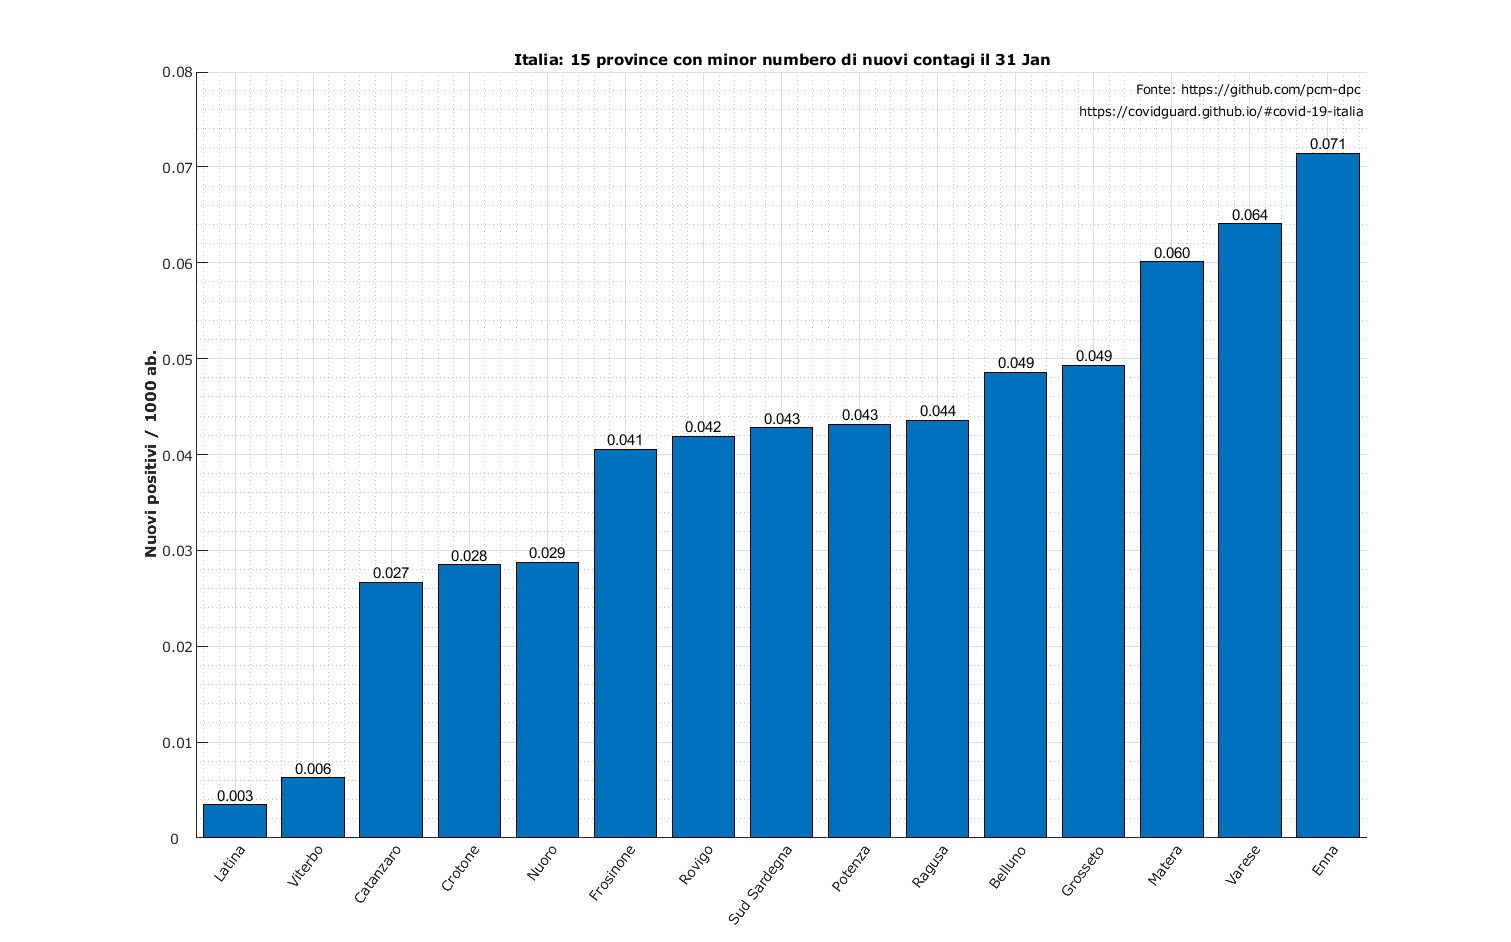 Italia: 15 province con minor numbero di nuovi contagi il 31 Jan
Fonte: https://github.com/pcm-dpc
https://covidguard.github.io/#covid-19-italia
Nuovi positivi / 1000 ab.
0.08
0.07
0.06
0.05
0.04
0.03
0.02
0.01
0
0.003
0.006
0.027
0.028
0.029
0.041
0.042
0.043
0.043
0.044
0.049
0.049
0.060
0.064
0.071
Latina
Viterbo
Catanzaro
Crotone
Nuoro
Frosinone
Rovigo
Sud Sardegna
Potenza
Ragusa
Belluno
Grosseto
Matera
Varese
Enna